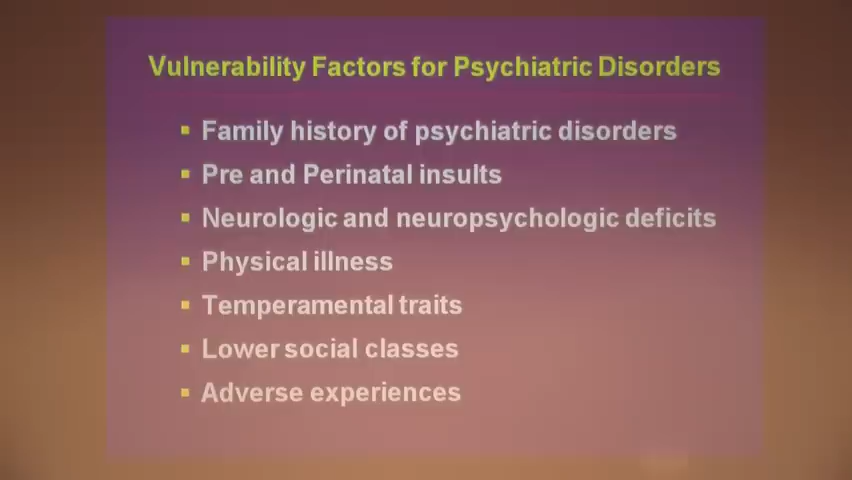 Vulnerability Factors for Psychiatric Disorders
▪ Family history of psychiatric disorders
▪ Pre and Perinatal insults
▪ Neurologic and neuropsychologic deficits
▪ Physical illness
▪ Temperamental traits
▪ Lower social classes
▪ Adverse experiences